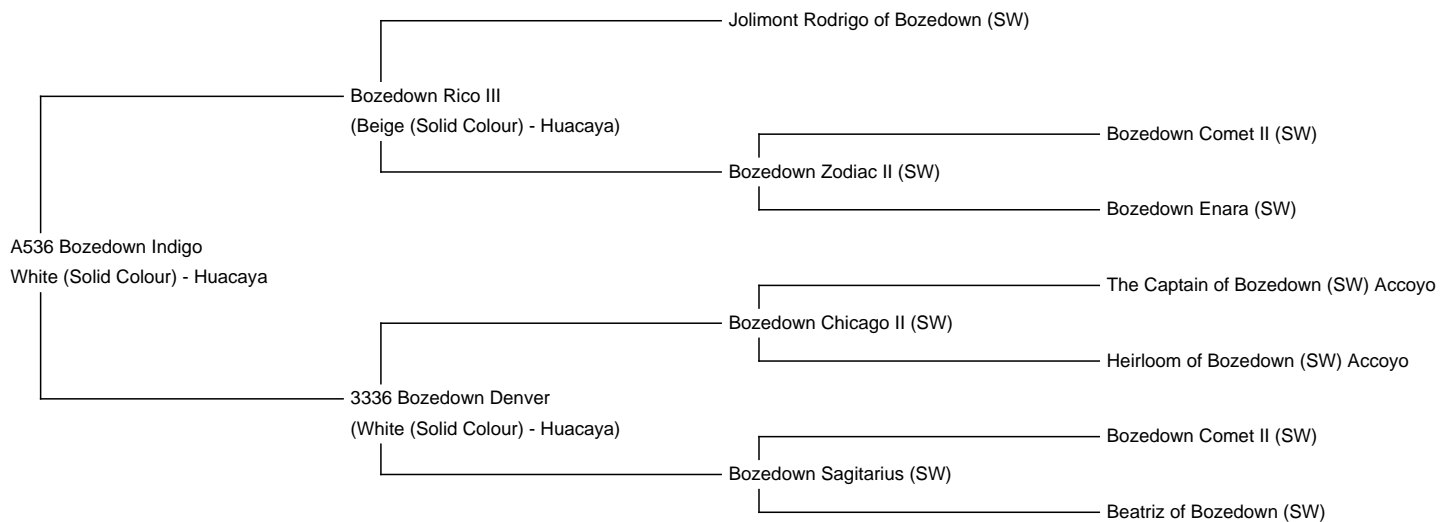 Jolimont Rodrigo of Bozedown (SW)
Bozedown Rico III
(Beige (Solid Colour) - Huacaya)
Bozedown Comet II (SW)
Bozedown Zodiac II (SW)
Bozedown Enara (SW)
A536 Bozedown Indigo
White (Solid Colour) - Huacaya
The Captain of Bozedown (SW) Accoyo
Bozedown Chicago II (SW)
Heirloom of Bozedown (SW) Accoyo
3336 Bozedown Denver
(White (Solid Colour) - Huacaya)
Bozedown Comet II (SW)
Bozedown Sagitarius (SW)
Beatriz of Bozedown (SW)